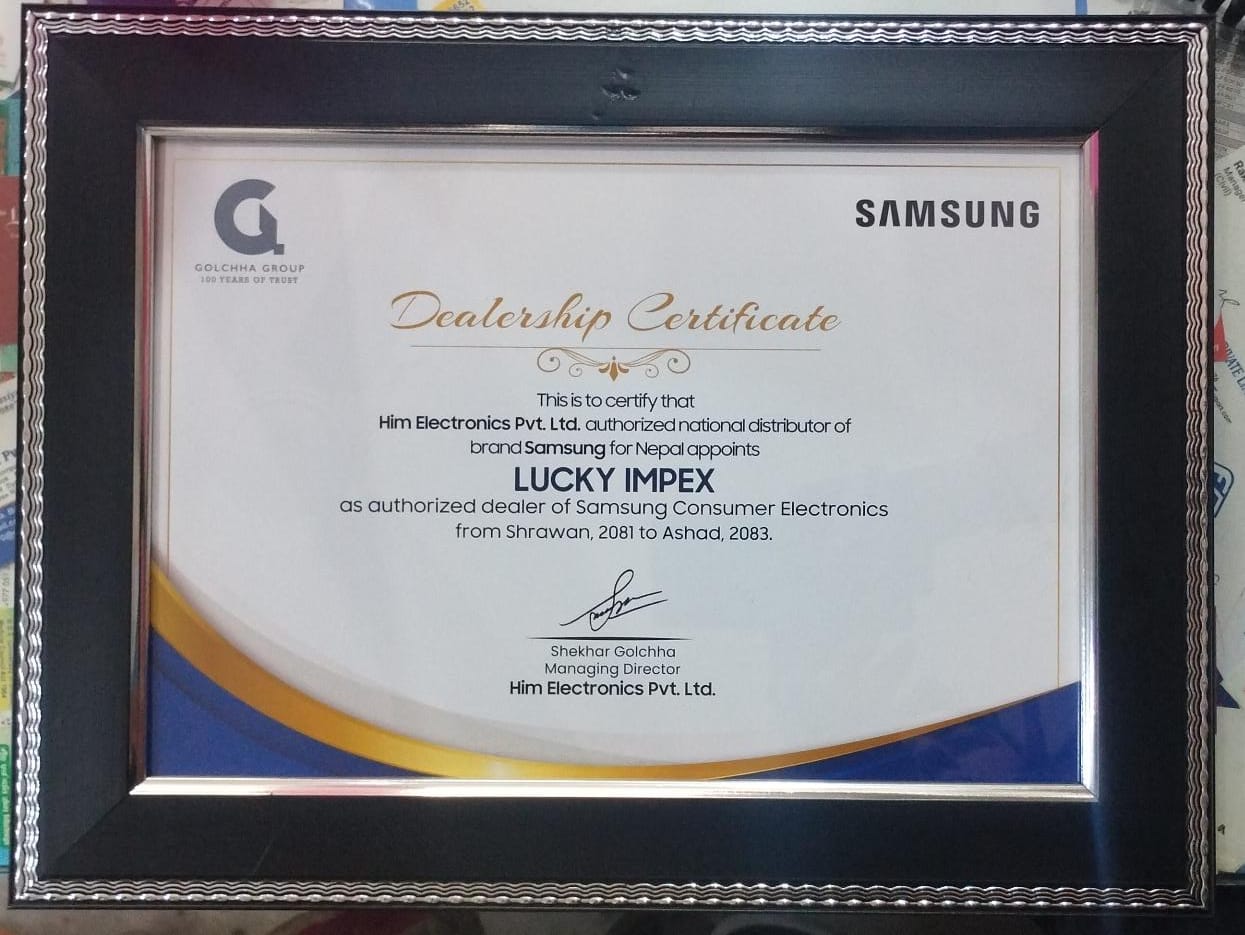 GOLCHHA GROUP
100 YEARS OF TRUST
SAMSUNG
Dealership Certificate
This is to certify that
Him Electronics Pvt. Ltd. authorized national distributor of
brand Samsung for Nepal appoints
LUCKY IMPEX
as authorized dealer of Samsung Consumer Electronics
from Shrawan, 2081 to Ashad, 2083.
Shekhar Golchha
Managing Director
Him Electronics Pvt. Ltd.
Manager
(Civil)